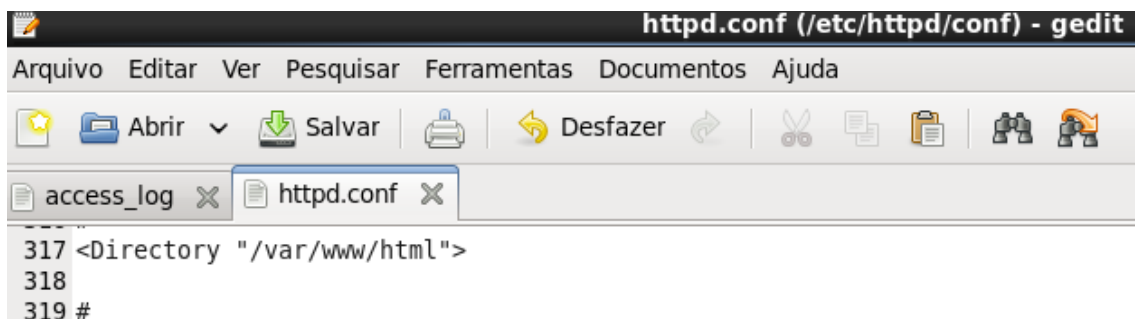 httpd.conf (/etc/httpd/conf) - gedit
Arquivo Editar Ver Pesquisar Ferramentas Documentos Ajuda
Abrir Salvar Desfazer
access_log httpd.conf
317 <Directory "/var/www/html">
318
319 #